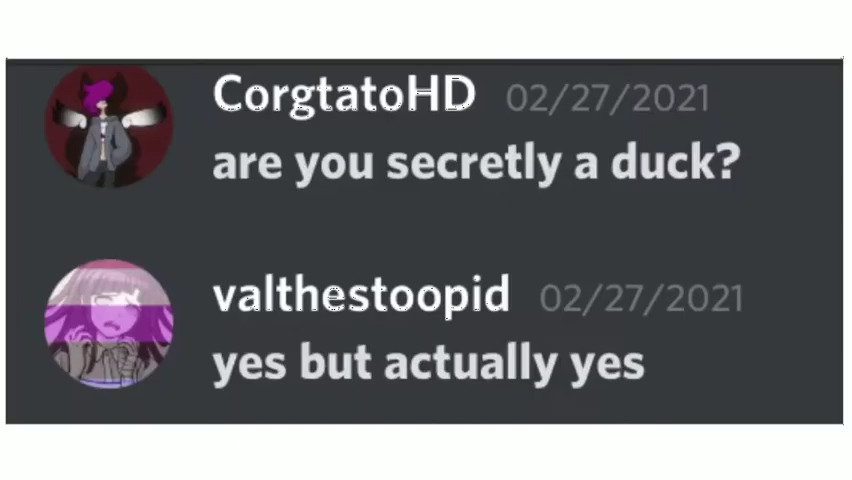 CorgtatoHD 02/27/2021
are you secretly a duck?
valthestoopid 02/27/2021
yes but actually yes